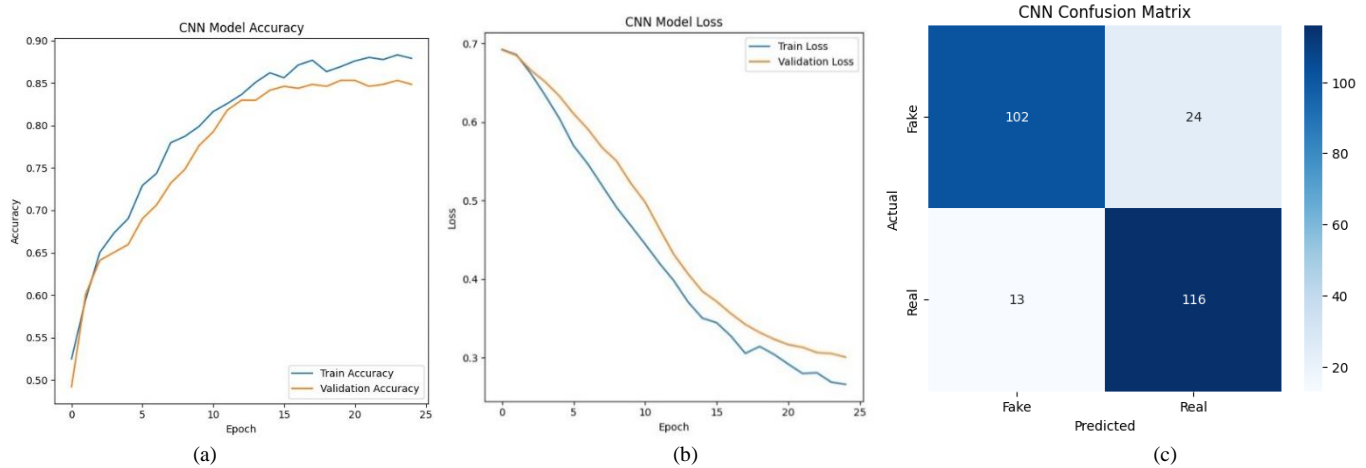 CNN Model Accuracy
0.90
0.85
0.80
0.75
0.70
0.65
0.60
0.55
0.50
Accuracy
Train Accuracy
Validation Accuracy
0 5 10 15 20 25
Epoch
(a)
CNN Model Loss
0.7
0.6
0.5
0.4
0.3
Loss
Train Loss
Validation Loss
0 5 10 15 20 25
Epoch
(b)
CNN Confusion Matrix
Actual
Fake
102 24
Real
13 116
Fake Real
Predicted
100
80
60
40
20
(c)